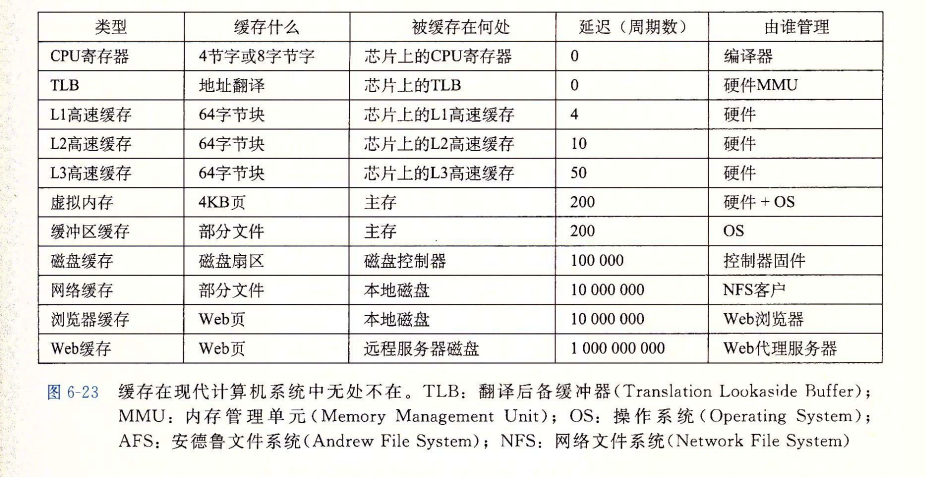 类型 缓存什么 被缓存在何处 延迟（周期数） 由谁管理
CPU寄存器 4节字或8字节字 芯片上的CPU寄存器 0 编译器
TLB 地址翻译 芯片上的TLB 0 硬件MMU
L1高速缓存 64字节块 芯片上的L1高速缓存 4 硬件
L2高速缓存 64字节块 芯片上的L2高速缓存 10 硬件
L3高速缓存 64字节块 芯片上的L3高速缓存 50 硬件
虚拟内存 4KB页 主存 200 硬件 + OS
缓冲区缓存 部分文件 主存 200 OS
磁盘缓存 磁盘扇区 磁盘控制器 100 000 控制器固件
网络缓存 部分文件 本地磁盘 10 000 000 NFS客户
浏览器缓存 Web页 本地磁盘 10 000 000 Web浏览器
Web缓存 Web页 远程服务器磁盘 1 000 000 000 Web代理服务器
图 6-23 缓存在现代计算机系统中无处不在。TLB：翻译后备缓冲器(Translation Lookaside Buffer)；
MMU：内存管理单元(Memory Management Unit)；OS：操作系统(Operating System)；
AFS：安德鲁文件系统(Andrew File System)；NFS：网络文件系统(Network File System)